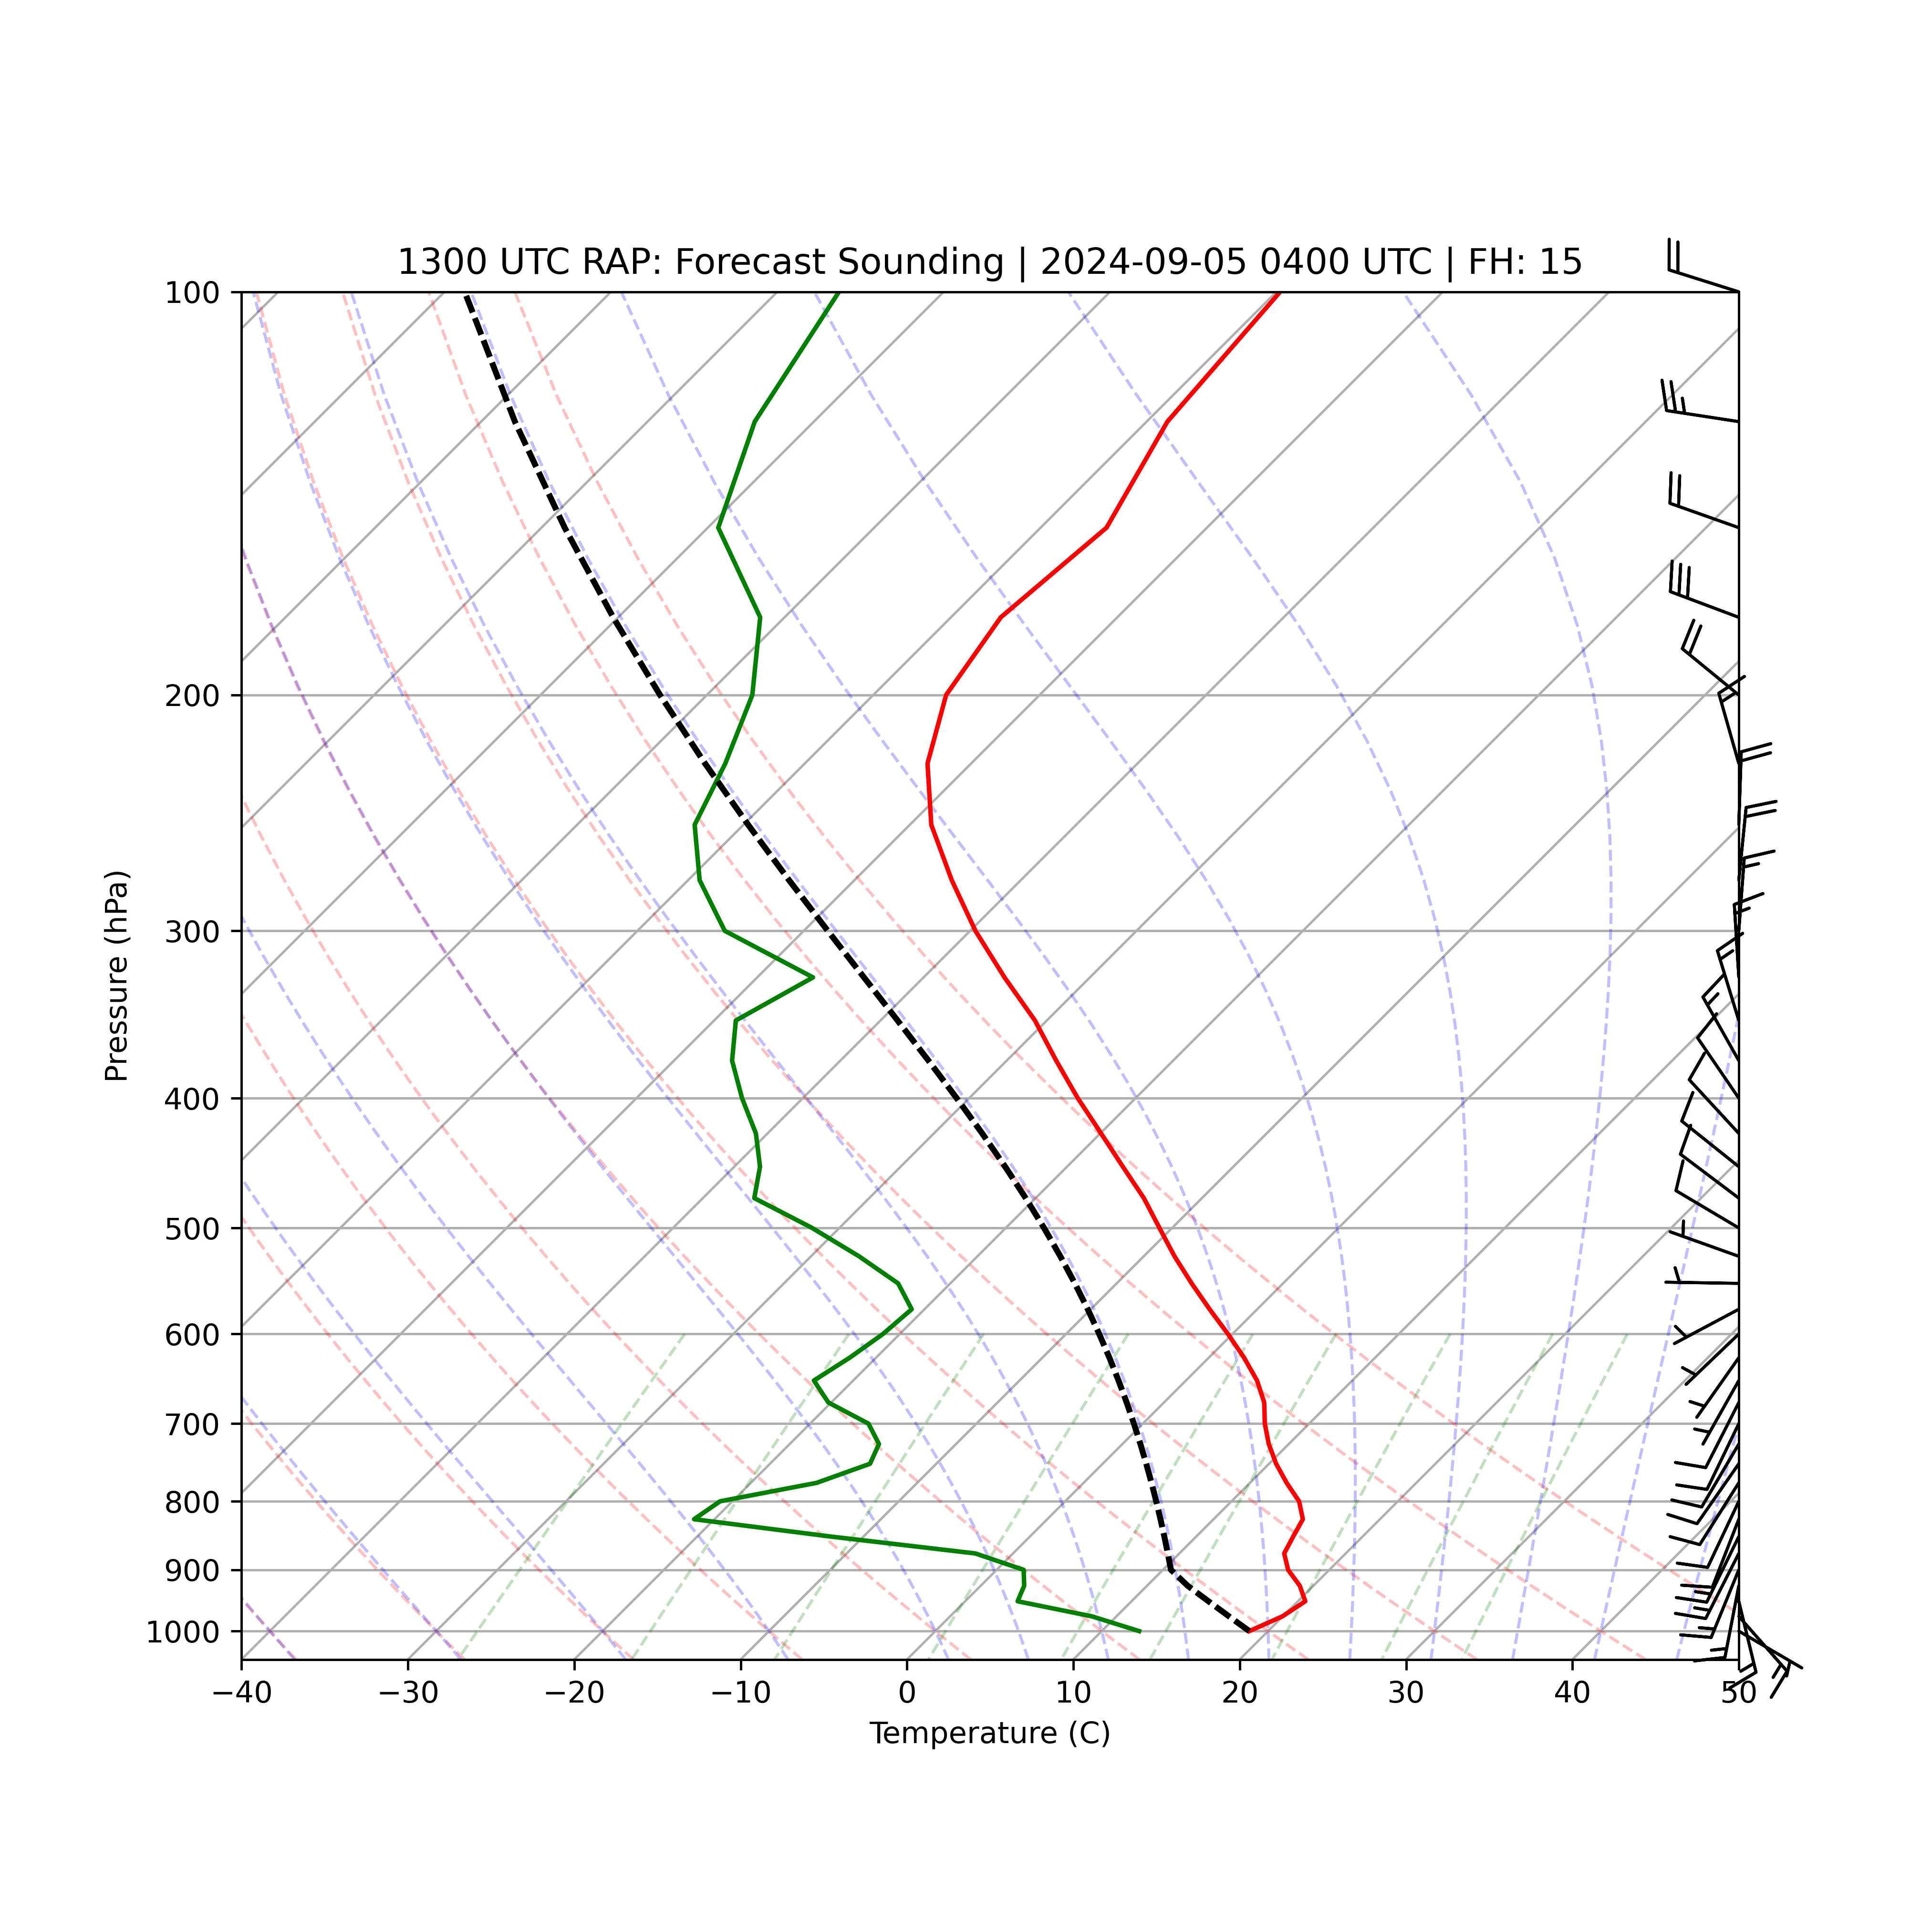 1300 UTC RAP: Forecast Sounding | 2024-09-05 0400 UTC | FH: 15
100
200
300
400
500
600
700
800
900
1000
Pressure (hPa)
−40 −30 −20 −10 0 10 20 30 40 50
Temperature (C)